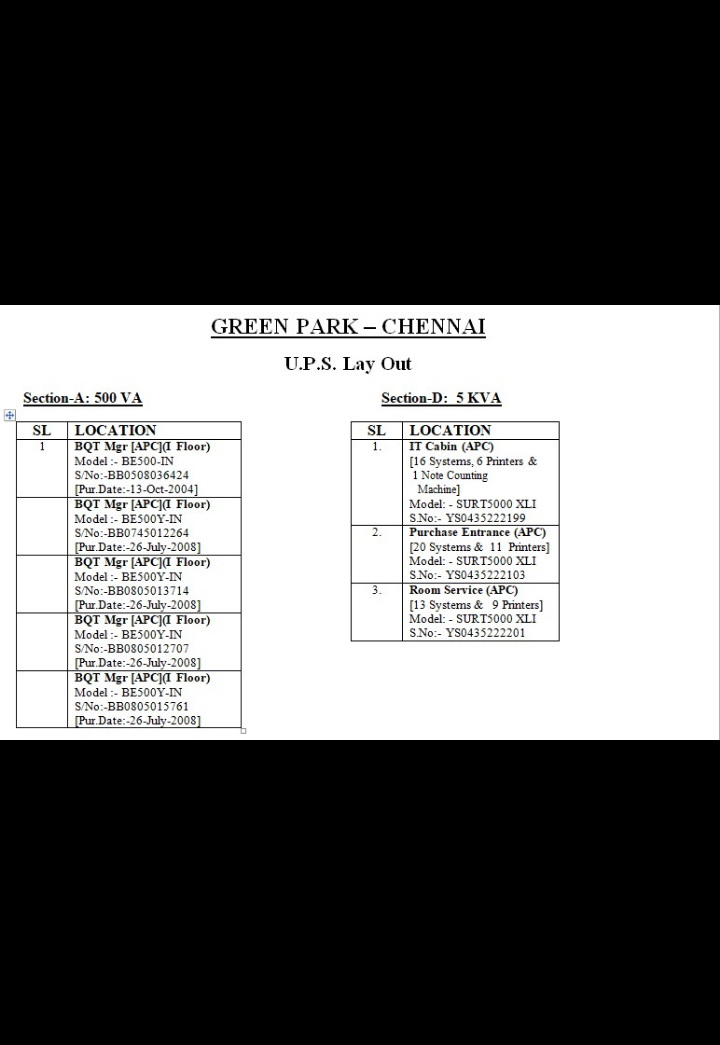 GREEN PARK – CHENNAI
U.P.S. Lay Out
Section-A: 500 VA
SL LOCATION
1 BQT Mgr [APC](I Floor)
Model :- BE500-IN
S/No:-BB0508036424
[Pur.Date:-13-Oct-2004]
BQT Mgr [APC](I Floor)
Model :- BE500Y-IN
S/No:-BB0745012264
[Pur.Date:-26-July-2008]
BQT Mgr [APC](I Floor)
Model :- BE500Y-IN
S/No:-BB0805013714
[Pur.Date:-26-July-2008]
BQT Mgr [APC](I Floor)
Model :- BE500Y-IN
S/No:-BB0805012707
[Pur.Date:-26-July-2008]
BQT Mgr [APC](I Floor)
Model :- BE500Y-IN
S/No:-BB0805015761
[Pur.Date:-26-July-2008]
Section-D: 5 KVA
SL LOCATION
1. IT Cabin (APC)
[16 Systems, 6 Printers &
1 Note Counting
Machine]
Model: - SURT5000 XLI
S.No:- YS0435222199
2. Purchase Entrance (APC)
[20 Systems & 11 Printers]
Model: - SURT5000 XLI
S.No:- YS0435222103
3. Room Service (APC)
[13 Systems & 9 Printers]
Model: - SURT5000 XLI
S.No:- YS0435222201